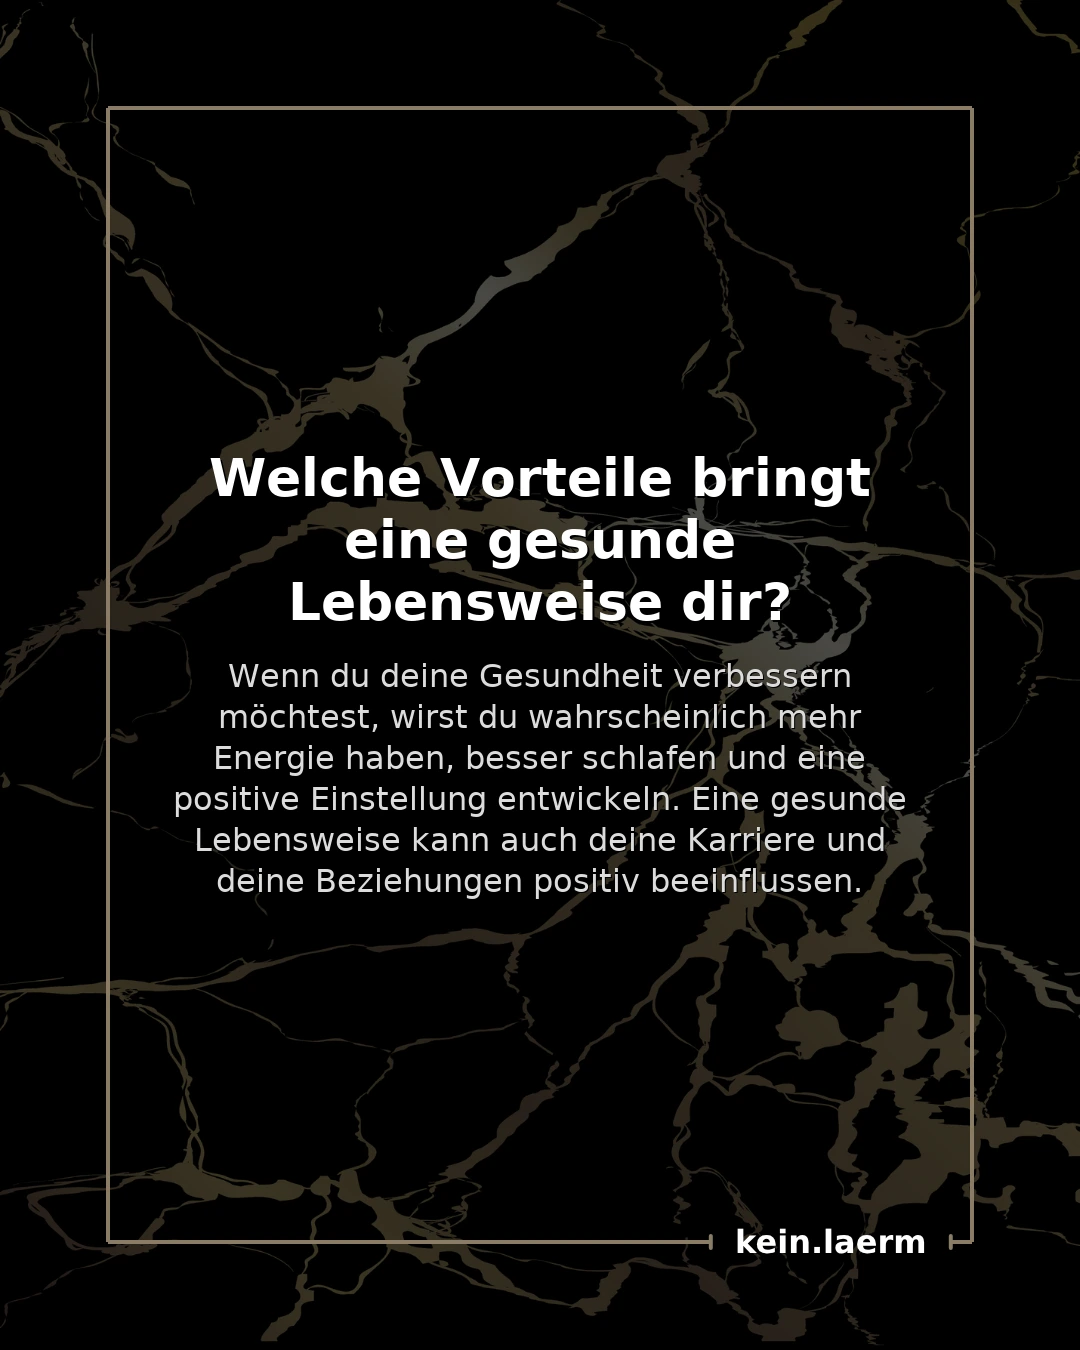 Welche Vorteile bringt
eine gesunde
Lebensweise dir?
Wenn du deine Gesundheit verbessern
möchtest, wirst du wahrscheinlich mehr
Energie haben, besser schlafen und eine
positive Einstellung entwickeln. Eine gesunde
Lebensweise kann auch deine Karriere und
deine Beziehungen positiv beeinflussen.
kein.laerm